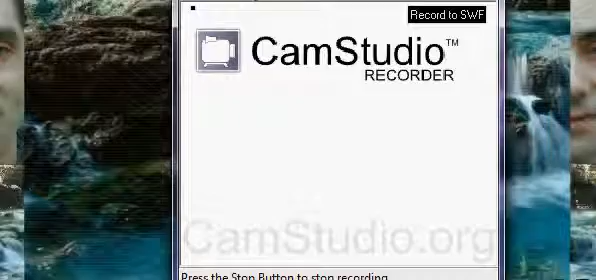 Record to SWF
CamStudio™
RECORDER
CamStudio.org
Press the Stop Button to stop recording